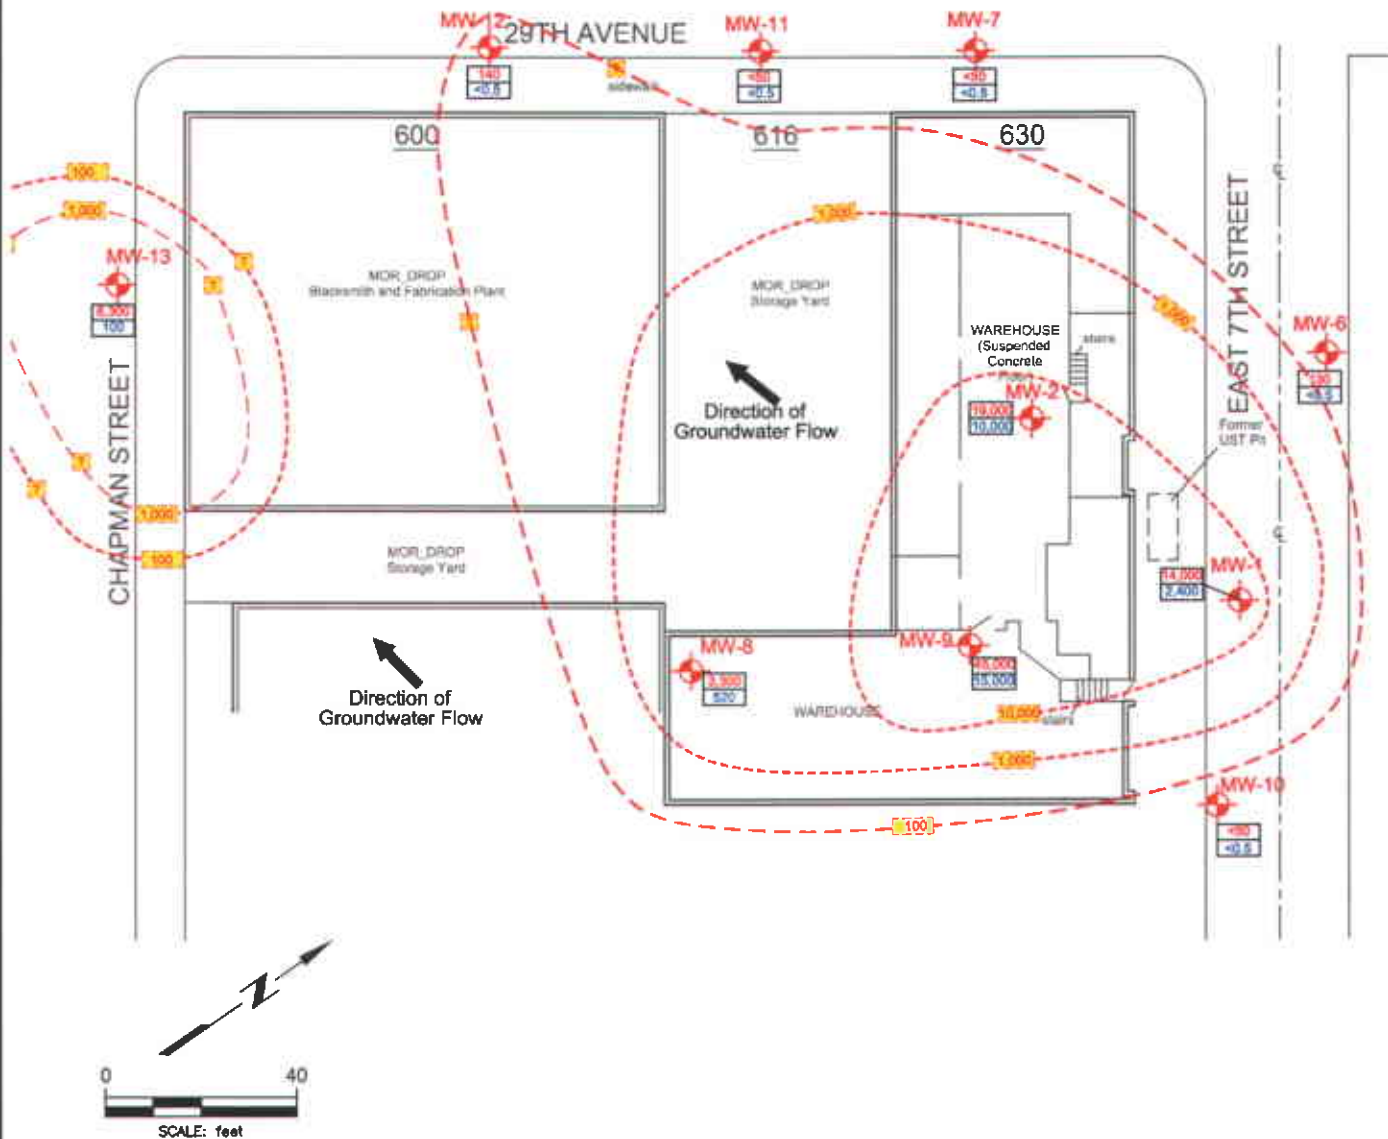 MW-12
29TH AVENUE
MW-11
MW-7
140
<0.5
sidewalk
<50
<0.5
<50
<0.5
600
616
630
100
1,000
1,000
MW-13
100
?
?
MOR_DROP
Blacksmith and Fabrication Plant
MOR_DROP
Storage Yard
1,000
EAST 7TH STREET
MW-6
<0.5
WAREHOUSE
(Suspended
Concrete
stairs
MW-2
19,000
10,000
Direction of
Groundwater Flow
Former
UST Pit
?
?
CHAPMAN STREET
1,000
100
MOR_DROP
Storage Yard
MW-1
14,000
2,400
MW-8
520
MW-9
15,000
Direction of
Groundwater Flow
WAREHOUSE
10,000
stairs
1,000
100
MW-10
<50
<0.5
N
0 40
SCALE: feet